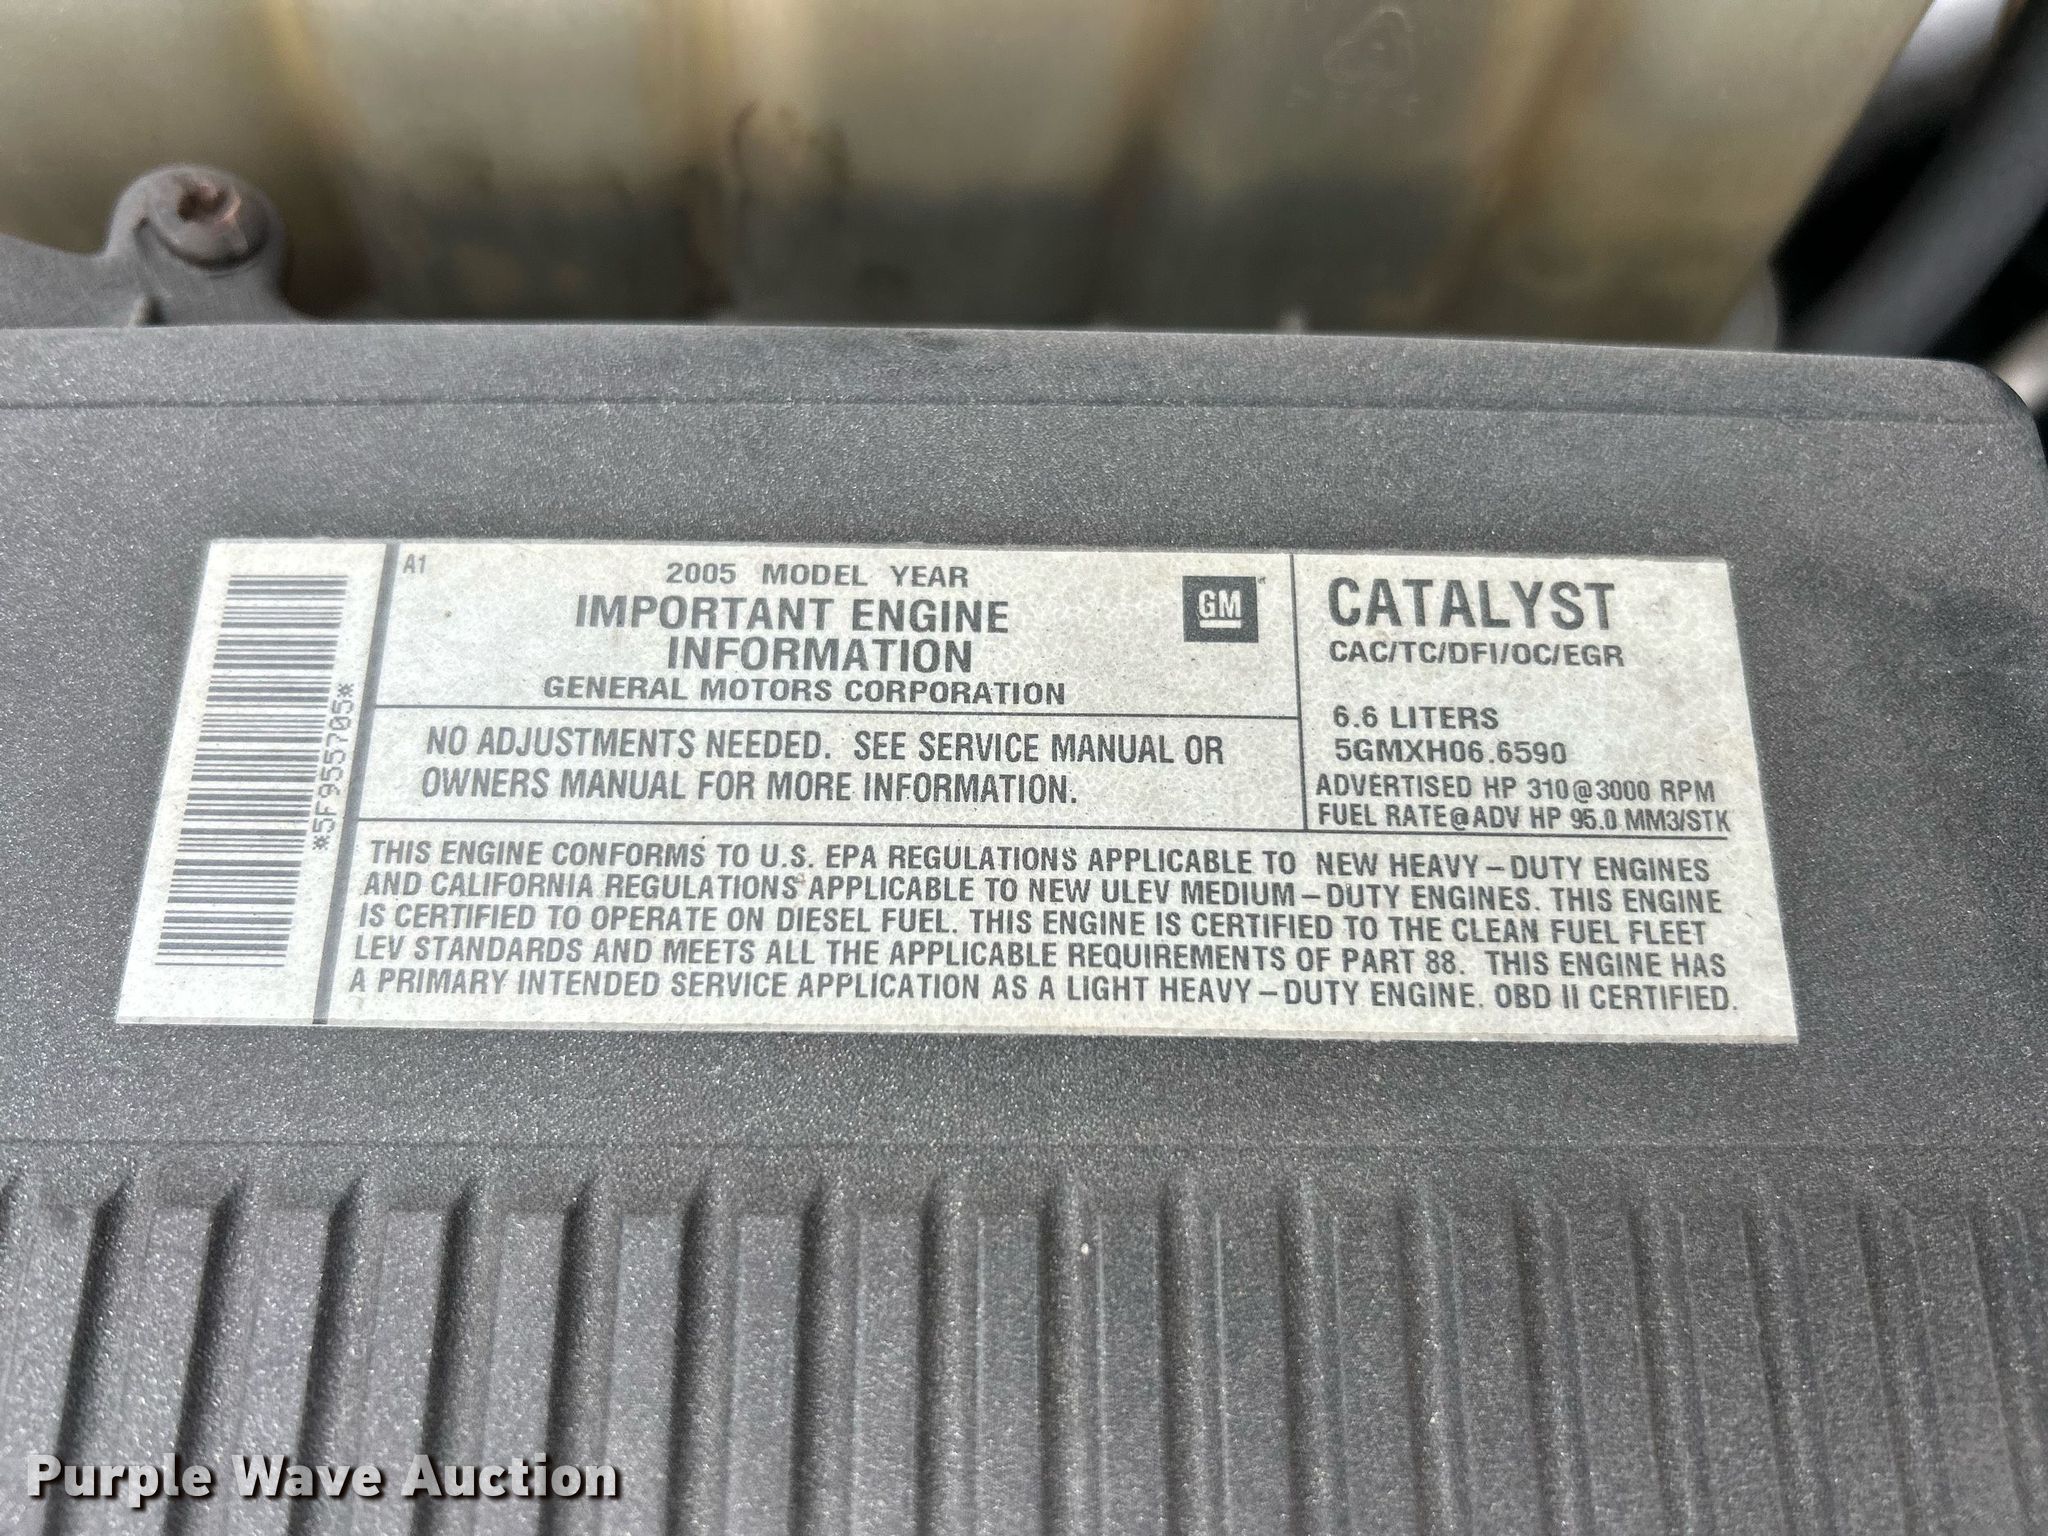 A1
2005 MODEL YEAR
IMPORTANT ENGINE
INFORMATION
GENERAL MOTORS CORPORATION
GM
NO ADJUSTMENTS NEEDED. SEE SERVICE MANUAL OR
OWNERS MANUAL FOR MORE INFORMATION.
CATALYST
CAC/TC/DFI/OC/EGR
6.6 LITERS
5GMXH06.6590
ADVERTISED HP 310@3000 RPM
FUEL RATE@ADV HP 95.0 MM3/STK
THIS ENGINE CONFORMS TO U.S. EPA REGULATIONS APPLICABLE TO NEW HEAVY-DUTY ENGINES
AND CALIFORNIA REGULATIONS APPLICABLE TO NEW ULEV MEDIUM-DUTY ENGINES. THIS ENGINE
IS CERTIFIED TO OPERATE ON DIESEL FUEL. THIS ENGINE IS CERTIFIED TO THE CLEAN FUEL FLEET
LEV STANDARDS AND MEETS ALL THE APPLICABLE REQUIREMENTS OF PART 88. THIS ENGINE HAS
A PRIMARY INTENDED SERVICE APPLICATION AS A LIGHT HEAVY-DUTY ENGINE. OBD II CERTIFIED.
*5F955705*
Purple Wave Auction